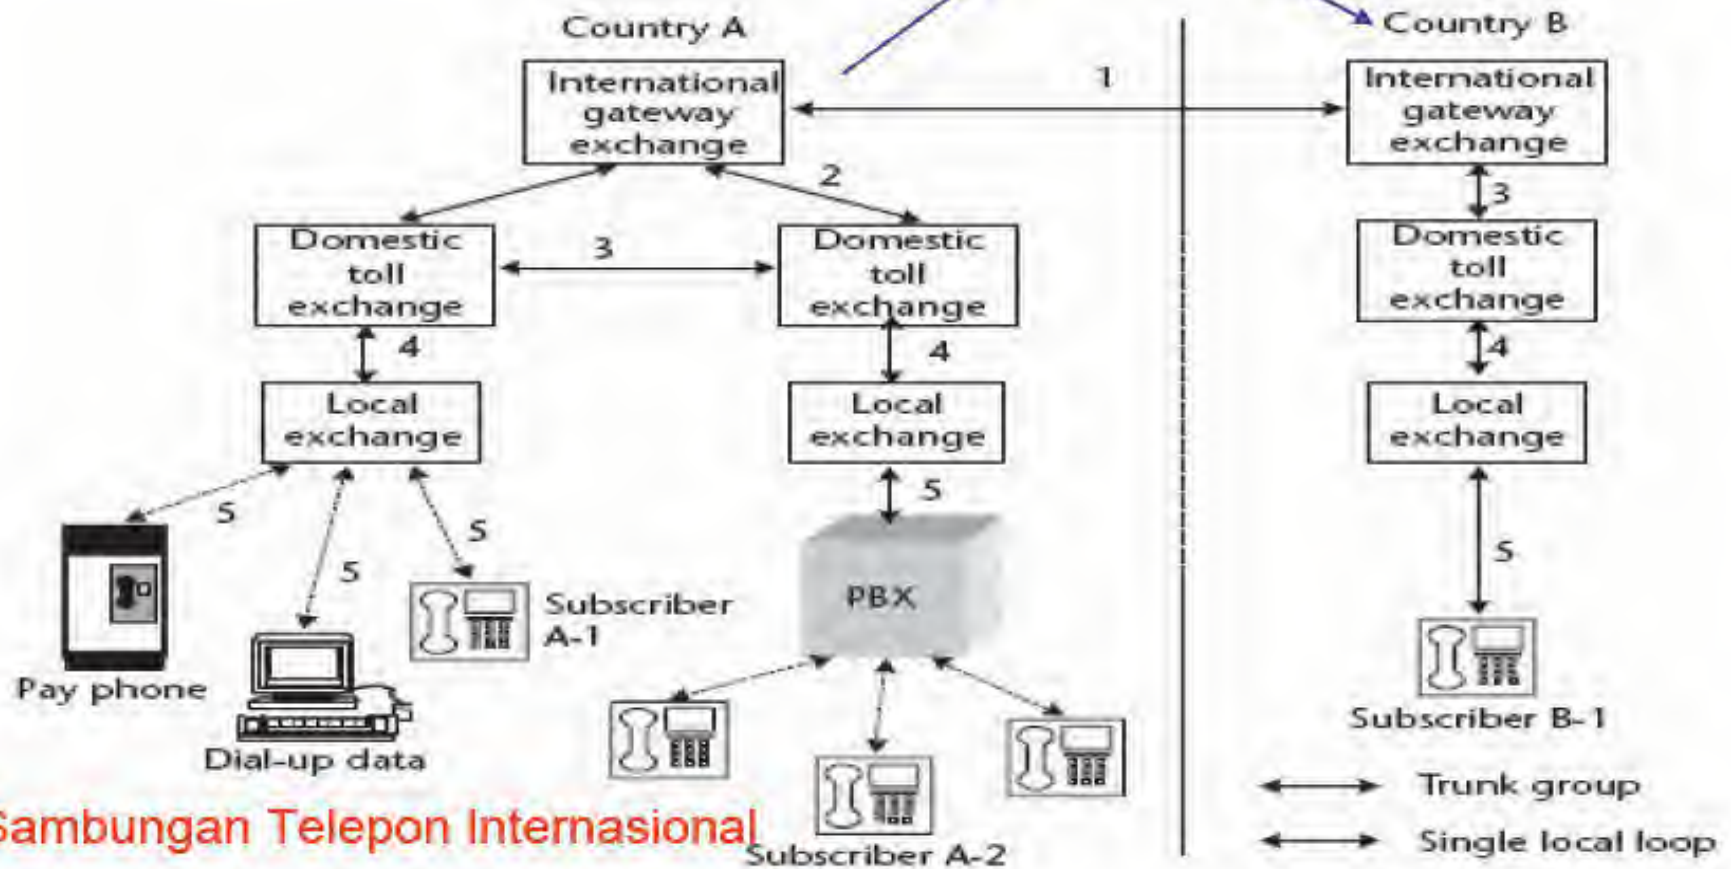 Country A
Country B
International
gateway
exchange
1
International
gateway
exchange
2
3
Domestic
toll
exchange
3
Domestic
toll
exchange
Domestic
toll
exchange
4
4
4
Local
exchange
Local
exchange
Local
exchange
5
5
5
5
5
PBX
Subscriber
A-1
Pay phone
Dial-up data
Subscriber B-1
Trunk group
Sambungan Telepon Internasional
Subscriber A-2
Single local loop